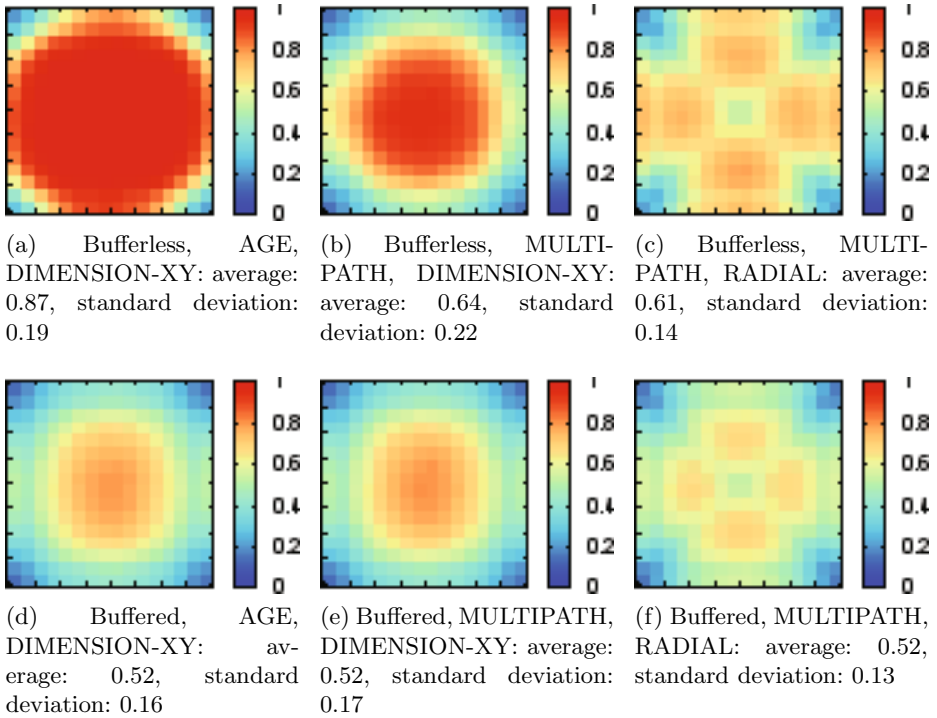 1
0.8
0.6
0.4
0.2
0
1
0.8
0.6
0.4
0.2
0
1
0.8
0.6
0.4
0.2
0
(a) Bufferless, AGE,
DIMENSION-XY: average:
0.87, standard deviation:
0.19
(b) Bufferless, MULTI-
PATH, DIMENSION-XY:
average: 0.64, standard
deviation: 0.22
(c) Bufferless, MULTI-
PATH, RADIAL: average:
0.61, standard deviation:
0.14
1
0.8
0.6
0.4
0.2
0
1
0.8
0.6
0.4
0.2
0
1
0.8
0.6
0.4
0.2
0
(d) Buffered, AGE,
DIMENSION-XY: av-
erage: 0.52, standard
deviation: 0.16
(e) Buffered, MULTIPATH,
DIMENSION-XY: average:
0.52, standard deviation:
0.17
(f) Buffered, MULTIPATH,
RADIAL: average: 0.52,
standard deviation: 0.13